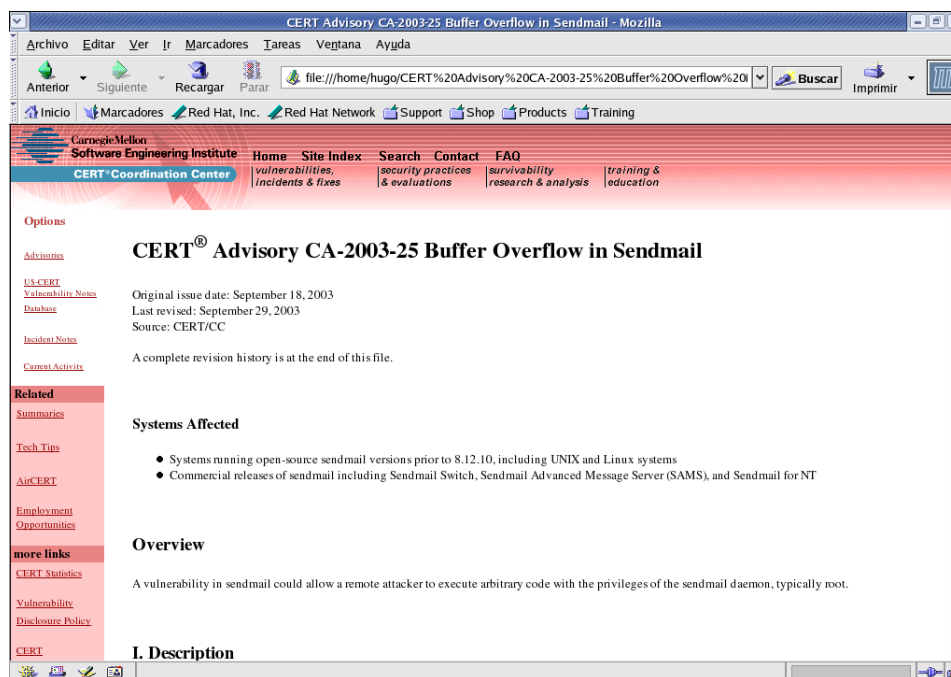 CERT Advisory CA-2003-25 Buffer Overflow in Sendmail - Mozilla
Archivo Editar Ver Ir Marcadores Tareas Ventana Ayuda
Anterior Siguiente Recargar Parar file:///home/hugo/CERT%20Advisory%20CA-2003-25%20Buffer%20Overflow%20i Buscar Imprimir
Inicio Marcadores Red Hat, Inc. Red Hat Network Support Shop Products Training
CarnegieMellon
Software Engineering Institute
CERT® Coordination Center
Home Site Index Search Contact FAQ
vulnerabilities, incidents & fixes
security practices & evaluations
survivability research & analysis
training & education
Options
Advisories
US-CERT
Vulnerability Notes
Database
Incident Notes
Current Activity
Related
Summaries
Tech Tips
AirCERT
Employment
Opportunities
more links
CERT Statistics
Vulnerability
Disclosure Policy
CERT
CERT® Advisory CA-2003-25 Buffer Overflow in Sendmail
Original issue date: September 18, 2003
Last revised: September 29, 2003
Source: CERT/CC
A complete revision history is at the end of this file.
Systems Affected
Systems running open-source sendmail versions prior to 8.12.10, including UNIX and Linux systems
Commercial releases of sendmail including Sendmail Switch, Sendmail Advanced Message Server (SAMS), and Sendmail for NT
Overview
A vulnerability in sendmail could allow a remote attacker to execute arbitrary code with the privileges of the sendmail daemon, typically root.
I. Description